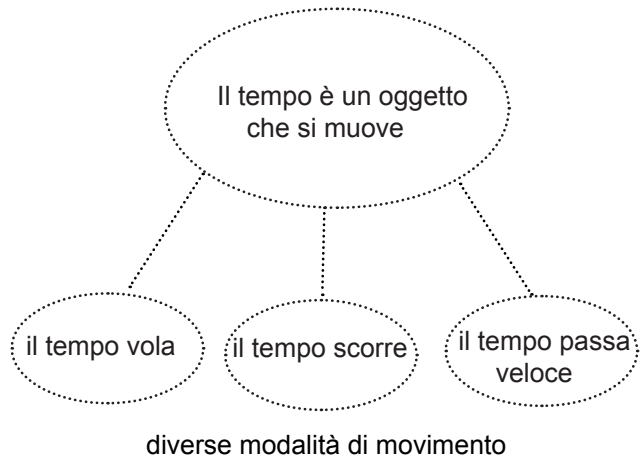 Il tempo è un oggetto
che si muove
il tempo vola
il tempo scorre
il tempo passa
veloce
diverse modalità di movimento